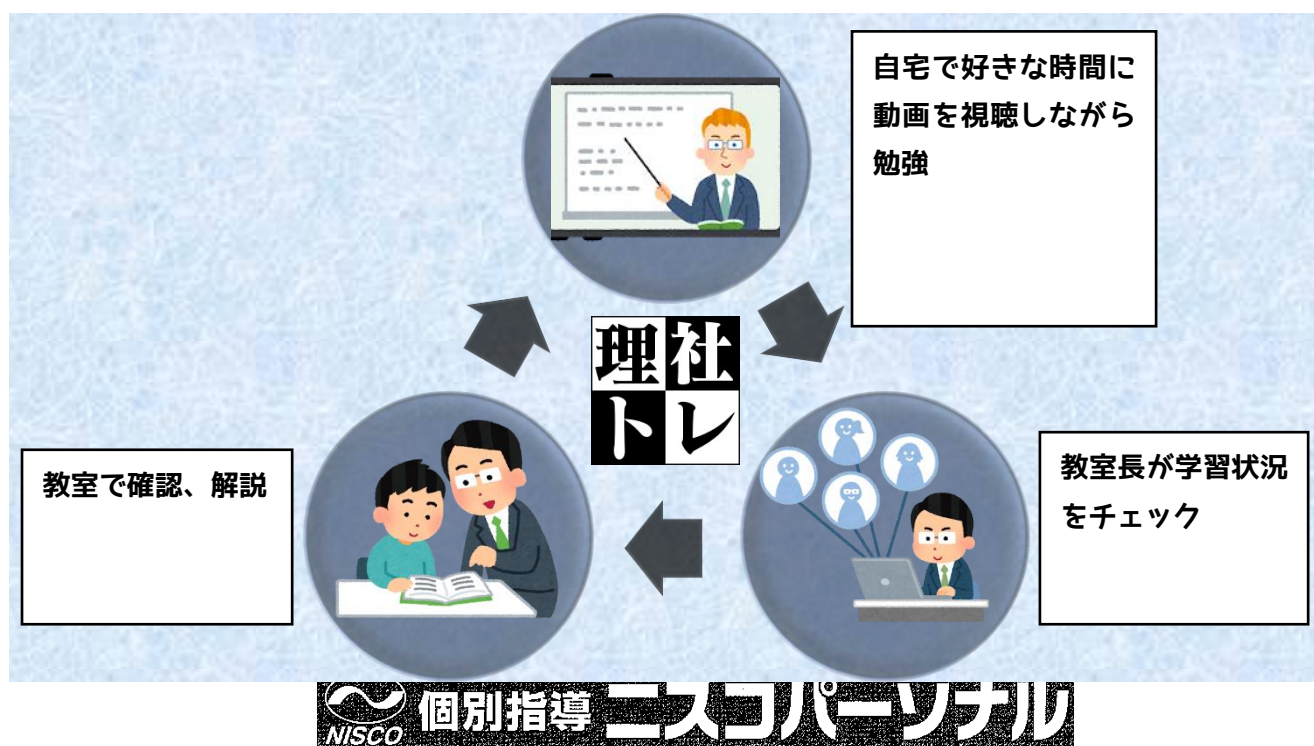 自宅で好きな時間に
動画を視聴しながら
勉強
理社
トレ
教室で確認、解説
教室長が学習状況
をチェック
NISCO 個別指導 ニスコパーソナル